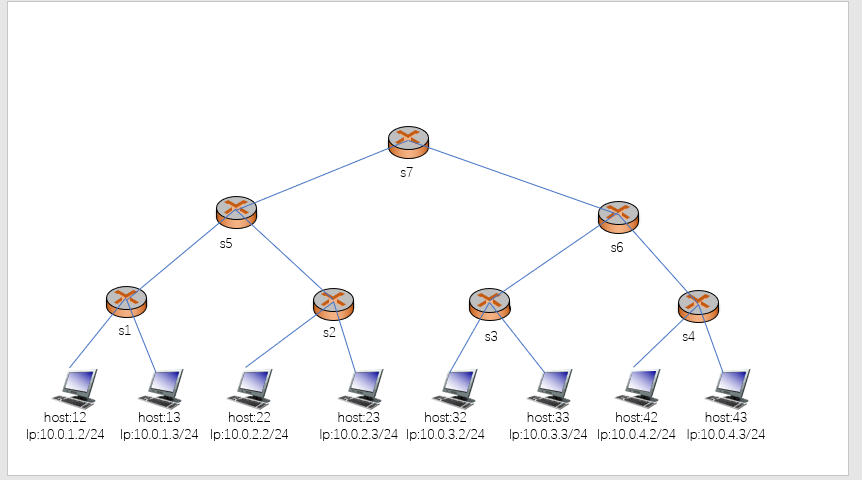 s7
s5
s6
s1
s2
s3
s4
host:12
host:13
host:22
host:23
host:32
host:33
host:42
host:43
Ip:10.0.1.2/24
Ip:10.0.1.3/24
Ip:10.0.2.2/24
Ip:10.0.2.3/24
Ip:10.0.3.2/24
Ip:10.0.3.3/24
Ip:10.0.4.2/24
Ip:10.0.4.3/24